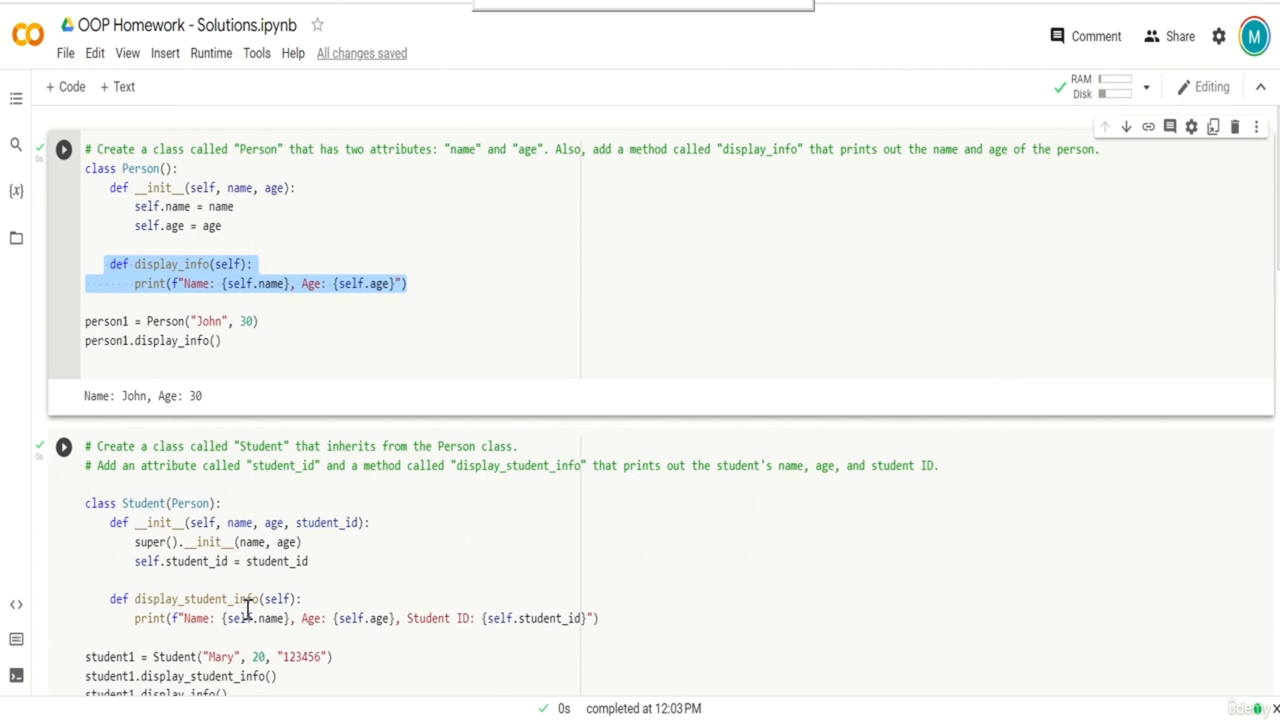 OOP Homework - Solutions.ipynb
File Edit View Insert Runtime Tools Help All changes saved
Comment Share M
+ Code + Text
RAM
Disk
Editing
# Create a class called "Person" that has two attributes: "name" and "age". Also, add a method called "display_info" that prints out the name and age of the person.
class Person():
def __init__(self, name, age):
self.name = name
self.age = age
def display_info(self):
print(f"Name: {self.name}, Age: {self.age}")
person1 = Person("John", 30)
person1.display_info()
0s
Name: John, Age: 30
# Create a class called "Student" that inherits from the Person class.
0s
# Add an attribute called "student_id" and a method called "display_student_info" that prints out the student's name, age, and student ID.
class Student(Person):
def __init__(self, name, age, student_id):
super().__init__(name, age)
self.student_id = student_id
def display_student_info(self):
print(f"Name: {self.name}, Age: {self.age}, Student ID: {self.student_id}")
student1 = Student("Mary", 20, "123456")
student1.display_student_info()
student1.display_info()
0s completed at 12:03 PM